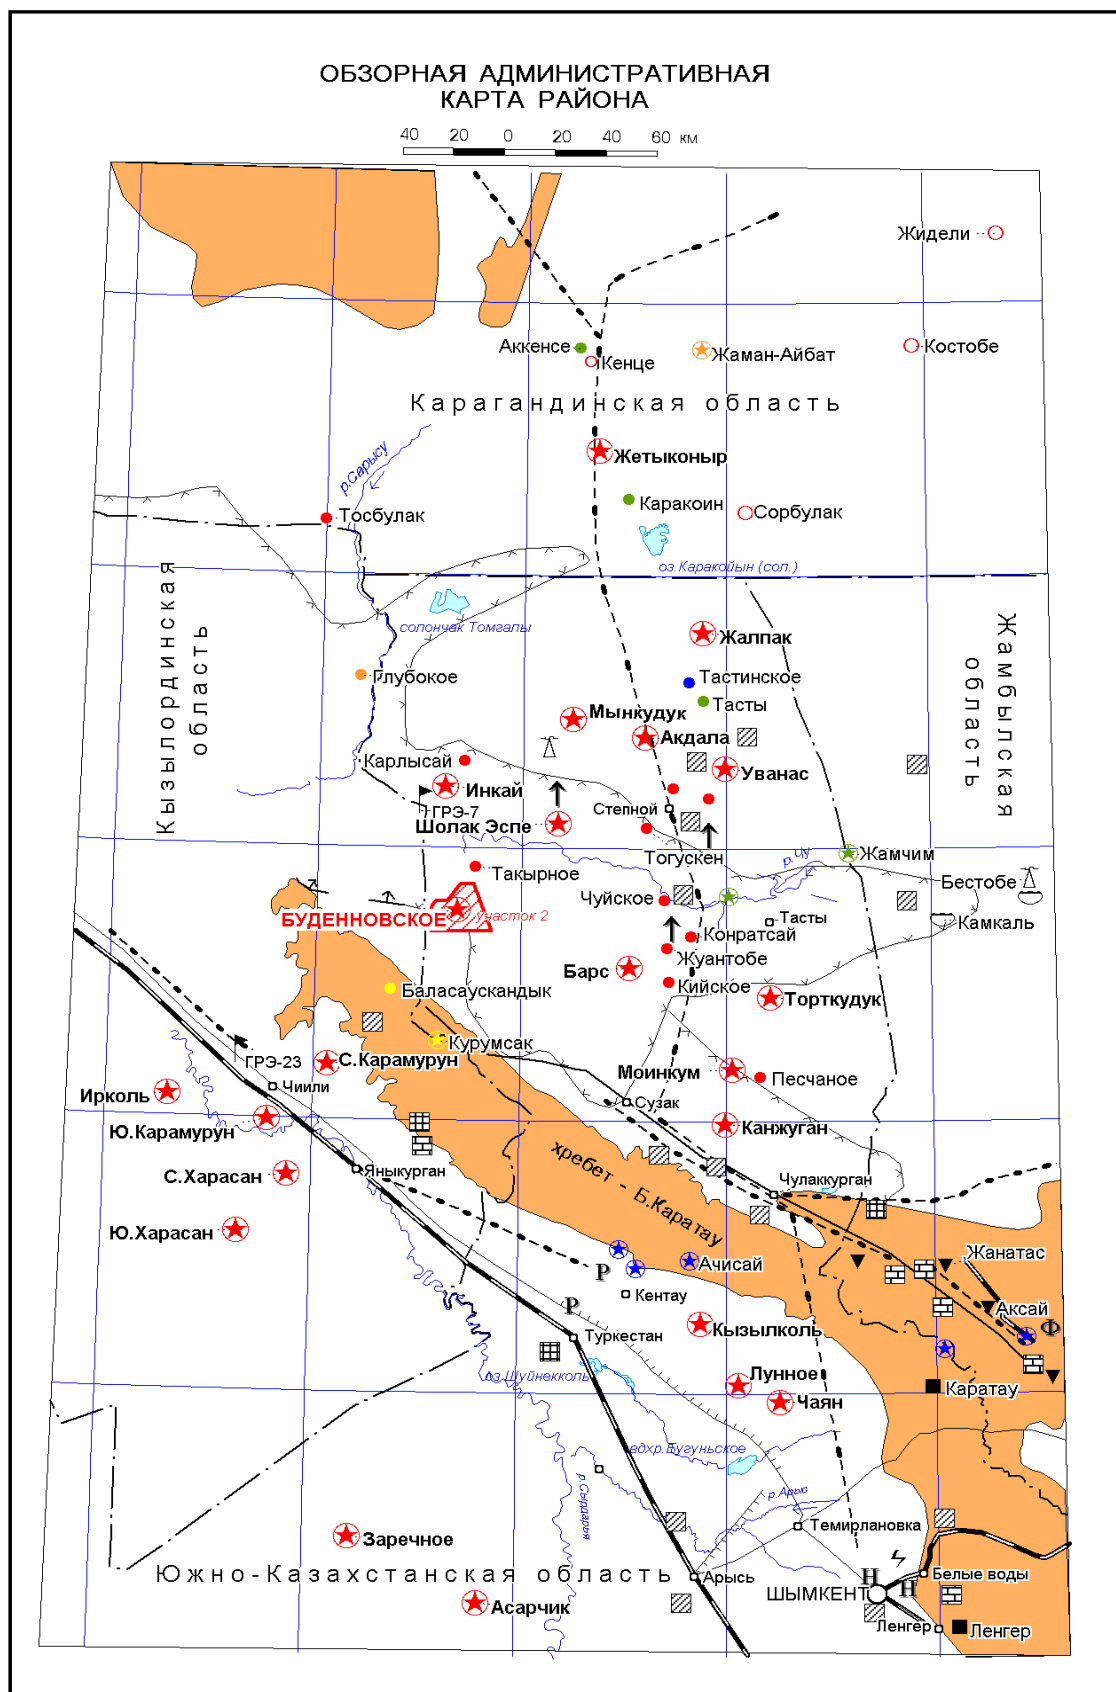 ОБЗОРНАЯ АДМИНИСТРАТИВНАЯ
КАРТА РАЙОНА
40 20 0 20 40 60 км
Жидели
Аккенсе
Кенце
Жаман-Айбат
Костобе
Карагандинская область
р.Сарысу
Жетыконыр
Каракоин
Сорбулак
Тосбулак
оз.Каракойын (сол.)
Кызылординская
область
Жамбылская
область
солончак Томгалы
Жалпак
Глубокое
Тастинское
Тасты
Мынкудук
Акдала
Карлысай
Уванас
Инкай
ГРЭ-7
Степной
Шолак Эспе
Тогускен
р.Чу
Жамчим
Такырное
Бестобе
Чуйское
БУДЕННОВСКОЕ
участок 2
Тасты
Камкаль
Конратсай
Жуантобе
Барс
Кийское
Баласаускандык
Торткудук
Курумсак
ГРЭ-23
С.Карамурун
Моинкум
Песчаное
Чиили
Ирколь
Сузак
Ю.Карамурун
Канжуган
хребет - Б.Каратау
С.Харасан
Яныкурган
Чулаккурган
Ю.Харасан
Жанатас
Р
Ачисай
Кентау
Аксай
Р
Ф
Туркестан
Кызылколь
оз.Шуйнекколь
Лунное
Каратау
Чаян
вдхр.Бугуньское
р.Сырдарья
р.Арыс
Темирлановка
Заречное
Южно-Казахстанская область
Арысь
Белые воды
Н
Н
ШЫМКЕНТ
Асарчик
Ленгер
Ленгер